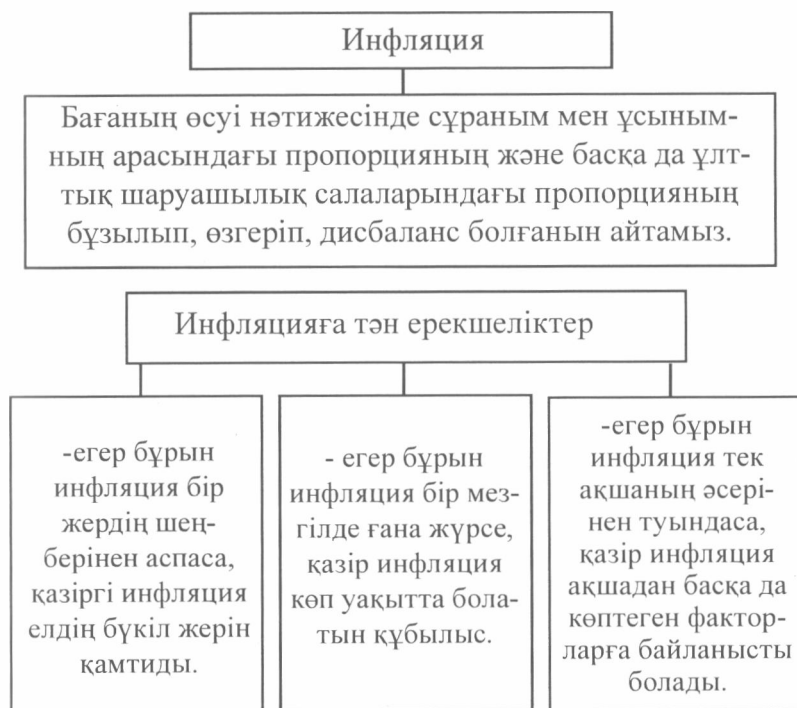 Инфляция
Бағаның өсуі нәтижесінде сұраным мен ұсыным-
ның арасындағы пропорцияның және басқа да ұлт-
тық шаруашылық салаларындағы пропорцияның
бұзылып, өзгеріп, дисбаланс болғанын айтамыз.
Инфляцияға тән ерекшеліктер
-егер бұрын
инфляция бір
жердің шең-
берінен аспаса,
қазіргі инфляция
елдің бүкіл жерін
қамтиды.
- егер бұрын
инфляция бір мез-
гілде ғана жүрсе,
қазір инфляция
көп уақытта бола-
тын құбылыс.
-егер бұрын
инфляция тек
ақшаның әсері-
нен туындаса,
қазір инфляция
ақшадан басқа да
көптеген фактор-
ларға байланысты
болады.